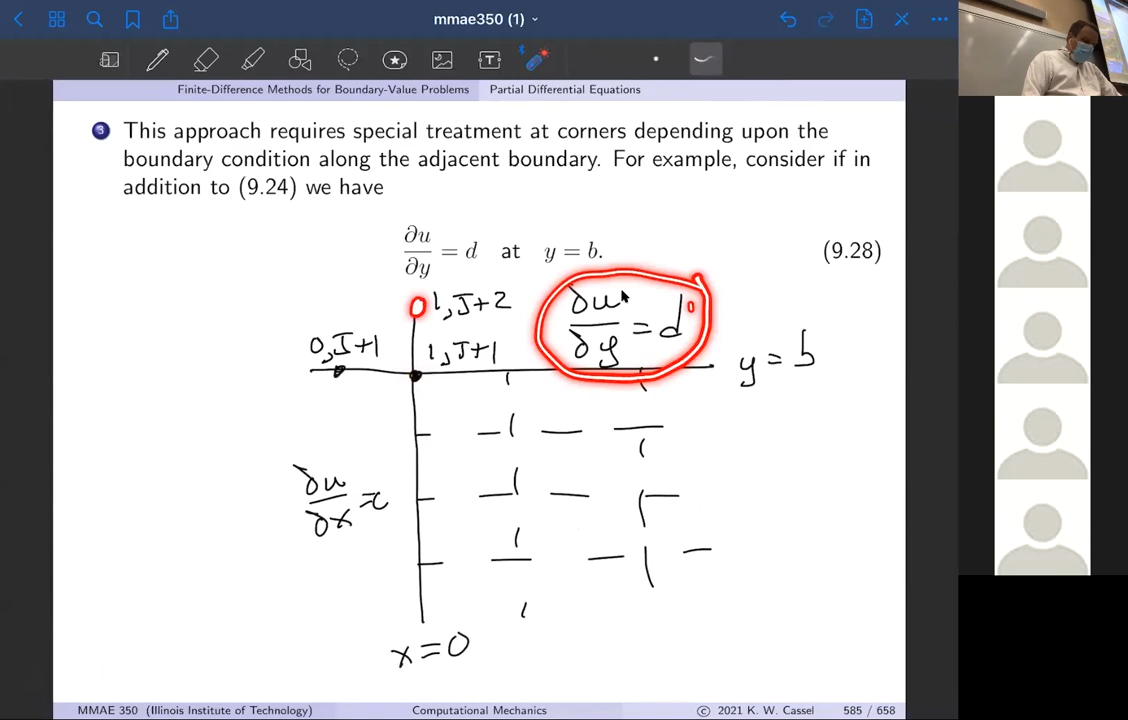 mmae350 (1)
Finite-Difference Methods for Boundary-Value Problems Partial Differential Equations
3 This approach requires special treatment at corners depending upon the
boundary condition along the adjacent boundary. For example, consider if in
addition to (9.24) we have
∂u/∂y = d at y = b. (9.28)
1, J+2
∂u/∂y = d
0, J+1
1, J+1
y = b
∂u/∂x = c
x = 0
MMAE 350 (Illinois Institute of Technology) Computational Mechanics © 2021 K. W. Cassel 585 / 658